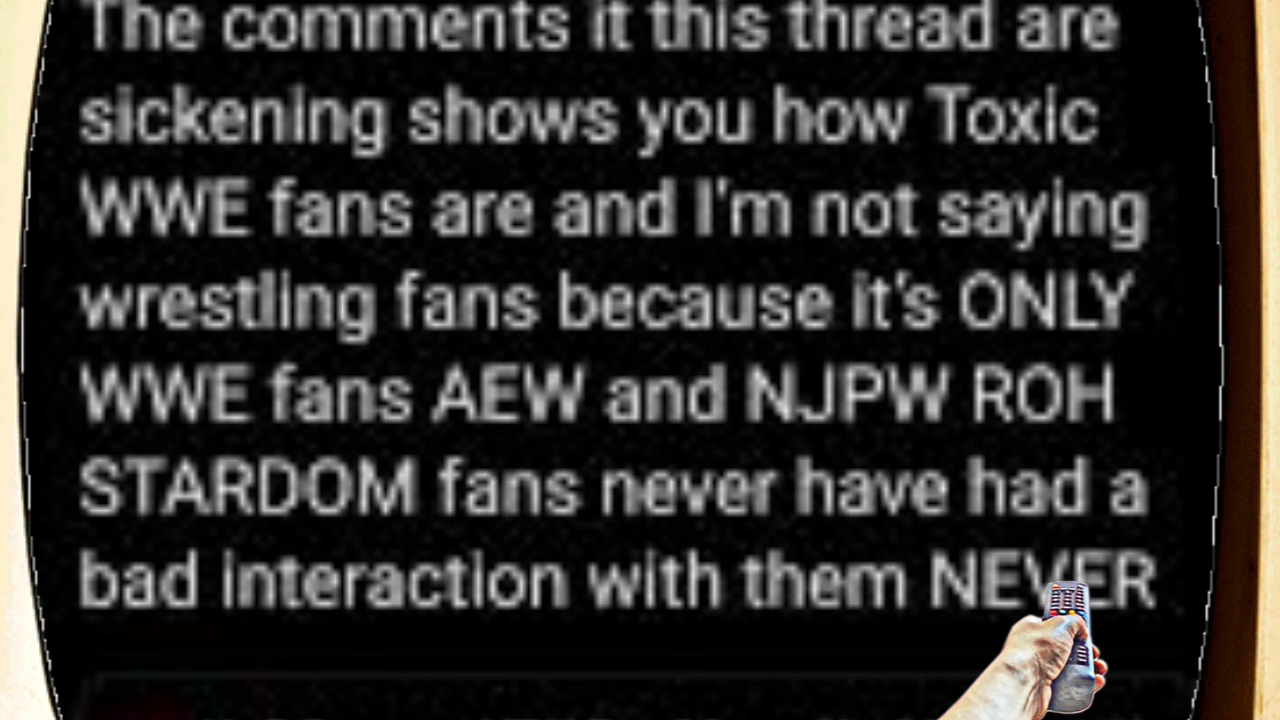 The comments it this thread are
sickening shows you how Toxic
WWE fans are and I'm not saying
wrestling fans because it's ONLY
WWE fans AEW and NJPW ROH
STARDOM fans never have had a
bad interaction with them NEVER